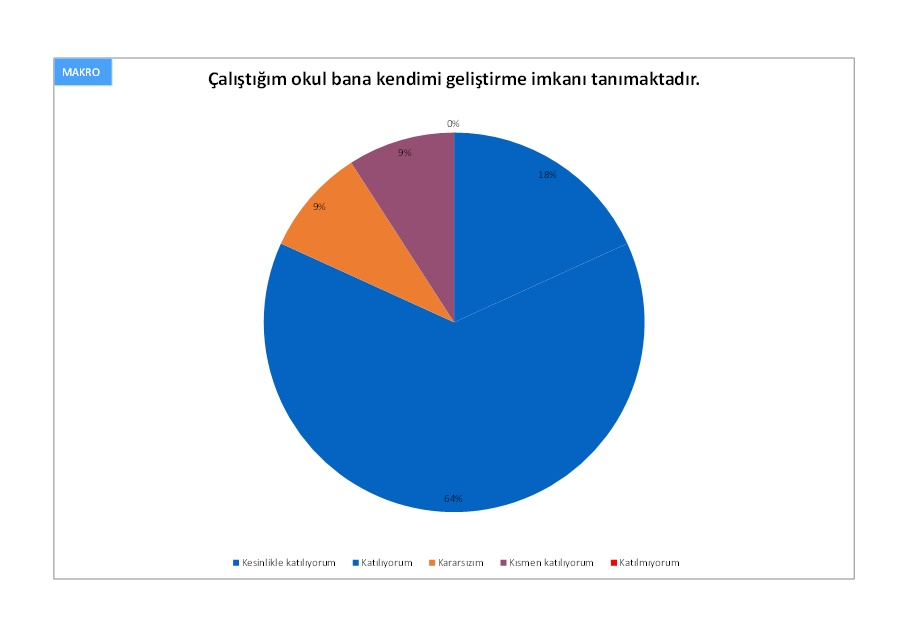 MAKRO
Çalıştığım okul bana kendimi geliştirme imkanı tanımaktadır.
0%
9%
18%
9%
64%
Kesinlikle katılıyorum Katılıyorum Kararsızım Kısmen katılıyorum Katılmıyorum